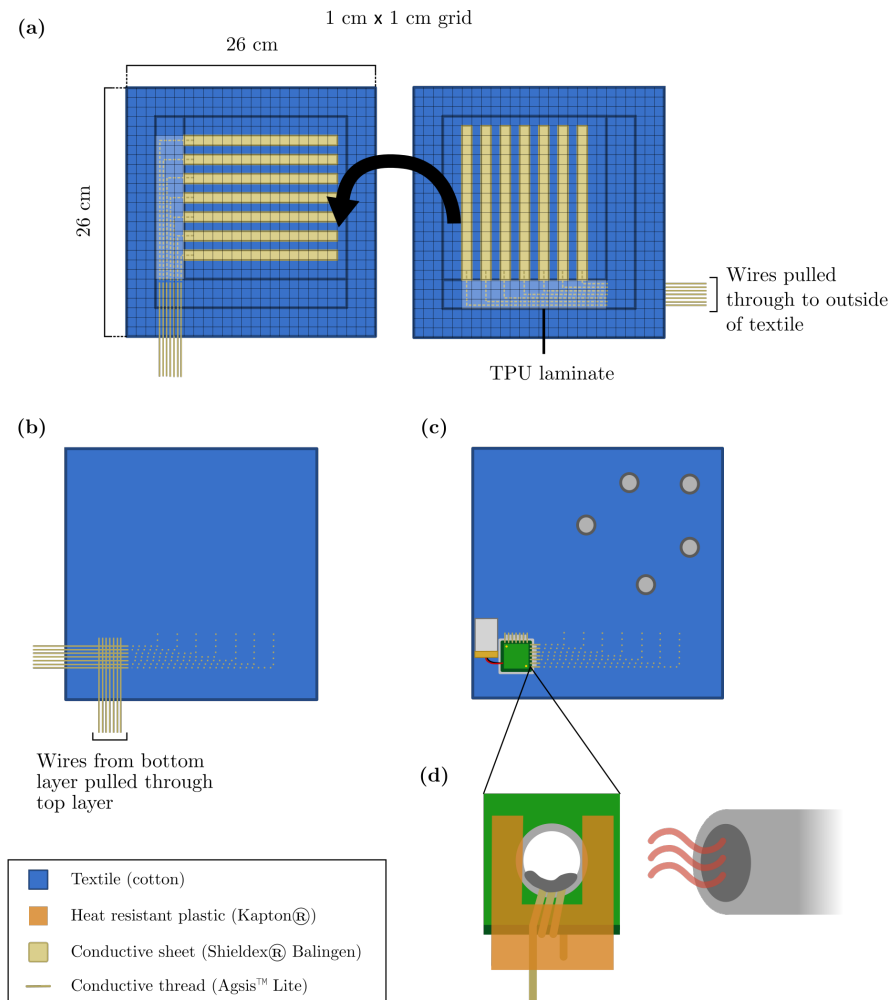 (a)
1 cm x 1 cm grid
26 cm
26 cm
Wires pulled
through to outside
of textile
TPU laminate
(b)
(c)
Wires from bottom
layer pulled through
top layer
(d)
Textile (cotton)
Heat resistant plastic (Kapton®)
Conductive sheet (Shieldex® Balingen)
Conductive thread (Agsis™ Lite)